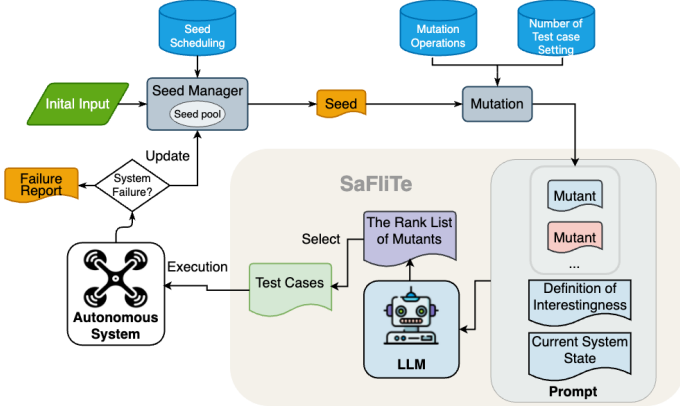 Seed
Scheduling
Mutation
Operations
Number of
Test case
Setting
Inital Input
Seed Manager
Seed pool
Seed
Mutation
Update
System
Failure?
Failure
Report
SaFliTe
Mutant
Mutant
...
The Rank List
of Mutants
Select
Execution
Test Cases
Autonomous
System
LLM
Definition of
Interestingness
Current System
State
Prompt